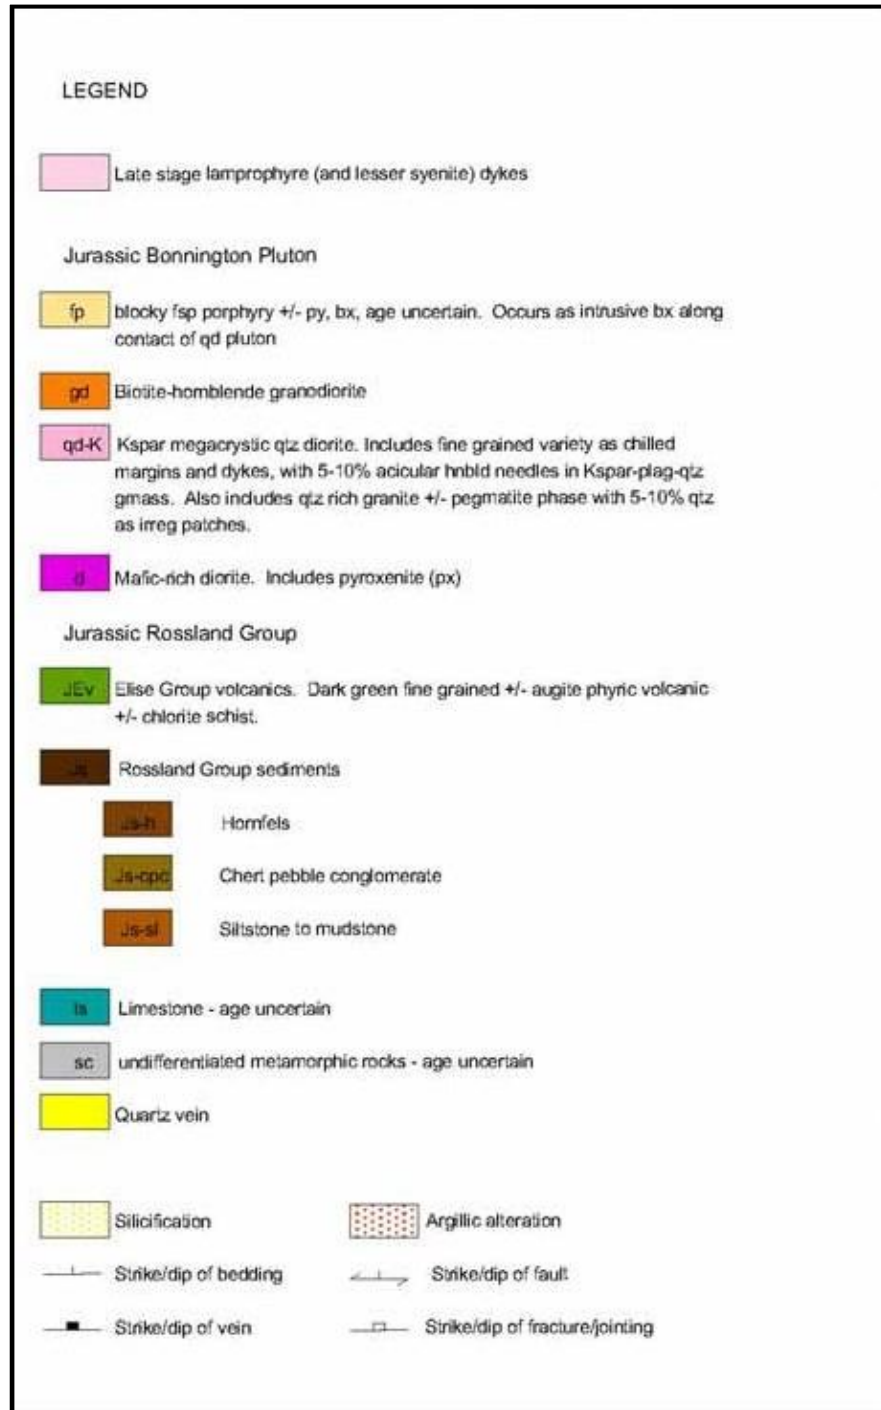 LEGEND
Late stage lamprophyre (and lesser syenite) dykes
Jurassic Bonnington Pluton
fp blocky fsp porphyry +/- py, bx, age uncertain. Occurs as intrusive bx along
contact of qd pluton
gd Biotite-hornblende granodiorite
qd-K Kspar megacrystic qtz diorite. Includes fine grained variety as chilled
margins and dykes, with 5-10% acicular hnbld needles in Kspar-plag-qtz
gmass. Also includes qtz rich granite +/- pegmatite phase with 5-10% qtz
as irreg patches.
d Mafic-rich diorite. Includes pyroxenite (px)
Jurassic Rossland Group
JEv Elise Group volcanics. Dark green fine grained +/- augite phyric volcanic
+/- chlorite schist.
Js Rossland Group sediments
Js-h Hornfels
Js-cpc Chert pebble conglomerate
Js-sl Siltstone to mudstone
ls Limestone - age uncertain
sc undifferentiated metamorphic rocks - age uncertain
Quartz vein
Silicification Argillic alteration
Strike/dip of bedding Strike/dip of fault
Strike/dip of vein Strike/dip of fracture/jointing